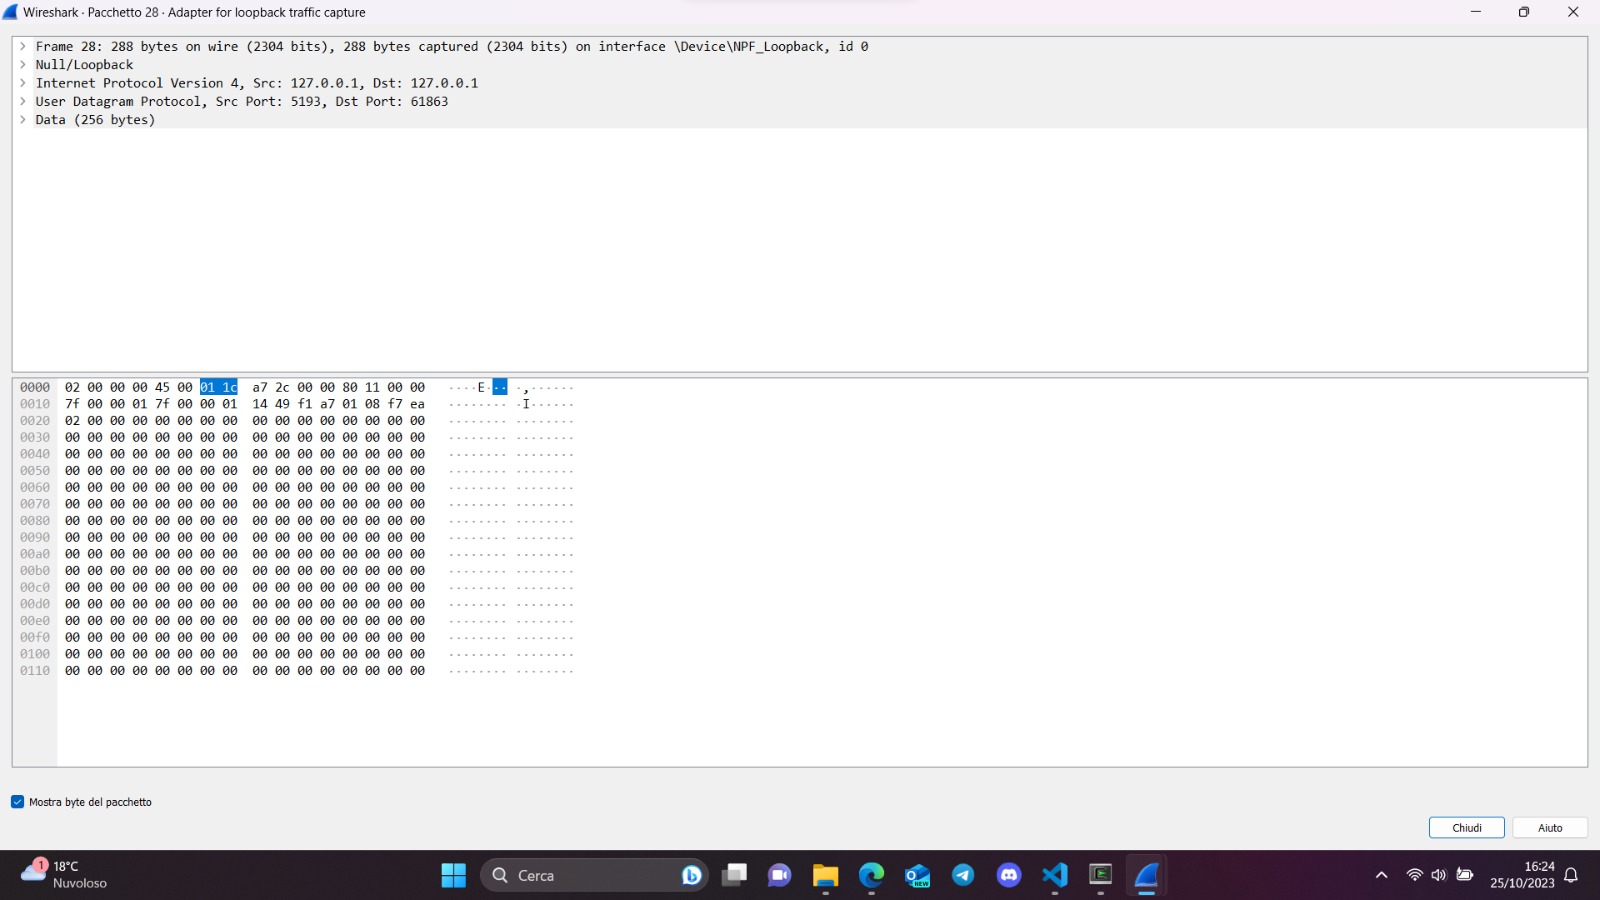 Wireshark · Pacchetto 28 · Adapter for loopback traffic capture
Frame 28: 288 bytes on wire (2304 bits), 288 bytes captured (2304 bits) on interface \Device\NPF_Loopback, id 0
Null/Loopback
Internet Protocol Version 4, Src: 127.0.0.1, Dst: 127.0.0.1
User Datagram Protocol, Src Port: 5193, Dst Port: 61863
Data (256 bytes)
0000 02 00 00 00 45 00 01 1c a7 2c 00 00 80 11 00 00 ····E··· ·,······
0010 7f 00 00 01 7f 00 00 01 14 49 f1 a7 01 08 f7 ea ········ ·I······
0020 02 00 00 00 00 00 00 00 00 00 00 00 00 00 00 00 ········ ········
0030 00 00 00 00 00 00 00 00 00 00 00 00 00 00 00 00 ········ ········
0040 00 00 00 00 00 00 00 00 00 00 00 00 00 00 00 00 ········ ········
0050 00 00 00 00 00 00 00 00 00 00 00 00 00 00 00 00 ········ ········
0060 00 00 00 00 00 00 00 00 00 00 00 00 00 00 00 00 ········ ········
0070 00 00 00 00 00 00 00 00 00 00 00 00 00 00 00 00 ········ ········
0080 00 00 00 00 00 00 00 00 00 00 00 00 00 00 00 00 ········ ········
0090 00 00 00 00 00 00 00 00 00 00 00 00 00 00 00 00 ········ ········
00a0 00 00 00 00 00 00 00 00 00 00 00 00 00 00 00 00 ········ ········
00b0 00 00 00 00 00 00 00 00 00 00 00 00 00 00 00 00 ········ ········
00c0 00 00 00 00 00 00 00 00 00 00 00 00 00 00 00 00 ········ ········
00d0 00 00 00 00 00 00 00 00 00 00 00 00 00 00 00 00 ········ ········
00e0 00 00 00 00 00 00 00 00 00 00 00 00 00 00 00 00 ········ ········
00f0 00 00 00 00 00 00 00 00 00 00 00 00 00 00 00 00 ········ ········
0100 00 00 00 00 00 00 00 00 00 00 00 00 00 00 00 00 ········ ········
0110 00 00 00 00 00 00 00 00 00 00 00 00 00 00 00 00 ········ ········
Mostra byte del pacchetto
Chiudi Aiuto
1 18°C
Nuvoloso
Cerca
NEW
16:24
25/10/2023